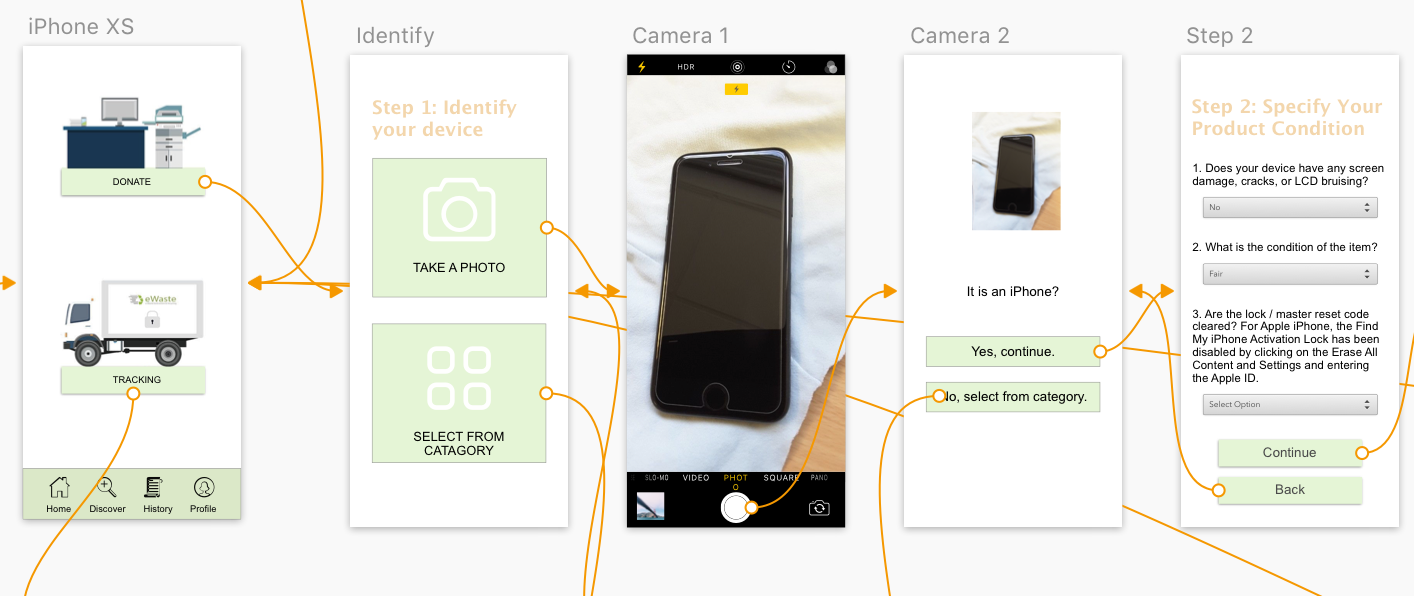 iPhone XS
DONATE
eWaste
TRACKING
Home
Discover
History
Profile
Identify
Step 1: Identify
your device
TAKE A PHOTO
SELECT FROM
CATAGORY
Camera 1
HDR
SLO-MO
VIDEO
PHOT
O
SQUARE
PANO
Camera 2
It is an iPhone?
Yes, continue.
No, select from category.
Step 2
Step 2: Specify Your
Product Condition
1. Does your device have any screen
damage, cracks, or LCD bruising?
No
2. What is the condition of the item?
Fair
3. Are the lock / master reset code
cleared? For Apple iPhone, the Find
My iPhone Activation Lock has been
disabled by clicking on the Erase All
Content and Settings and entering
the Apple ID.
Select Option
Continue
Back